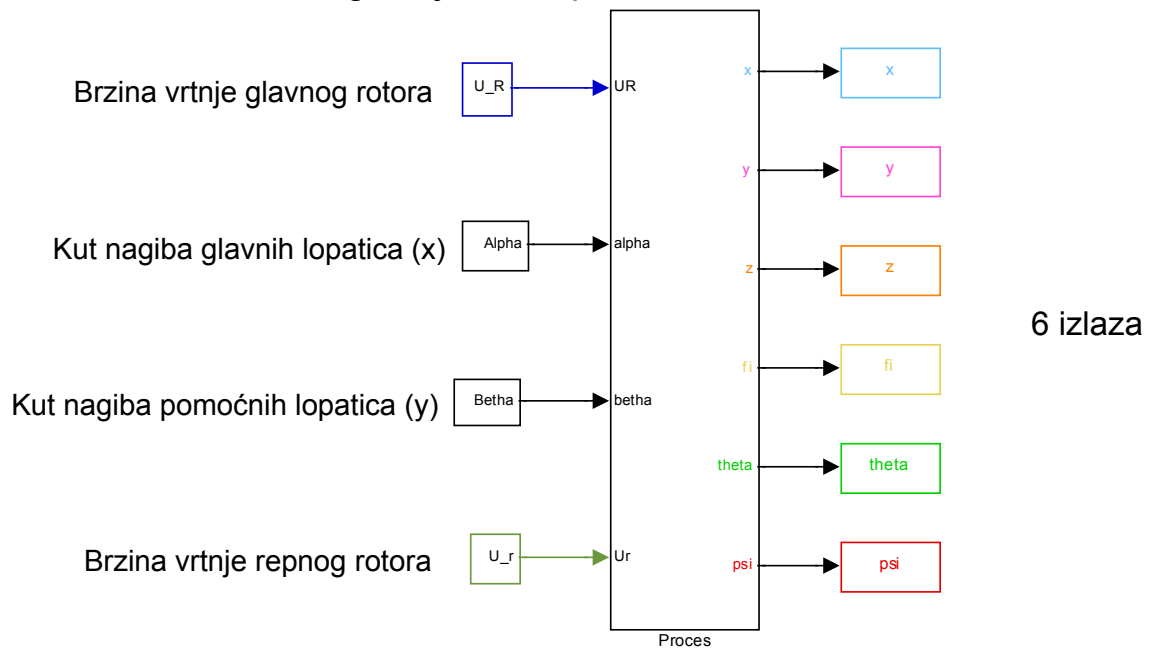 Brzina vrtnje glavnog rotora
U_R
UR
x
x
y
y
Kut nagiba glavnih lopatica (x)
Alpha
alpha
z
z
6 izlaza
fi
fi
Kut nagiba pomoćnih lopatica (y)
Betha
betha
theta
theta
Brzina vrtnje repnog rotora
U_r
Ur
psi
psi
Proces